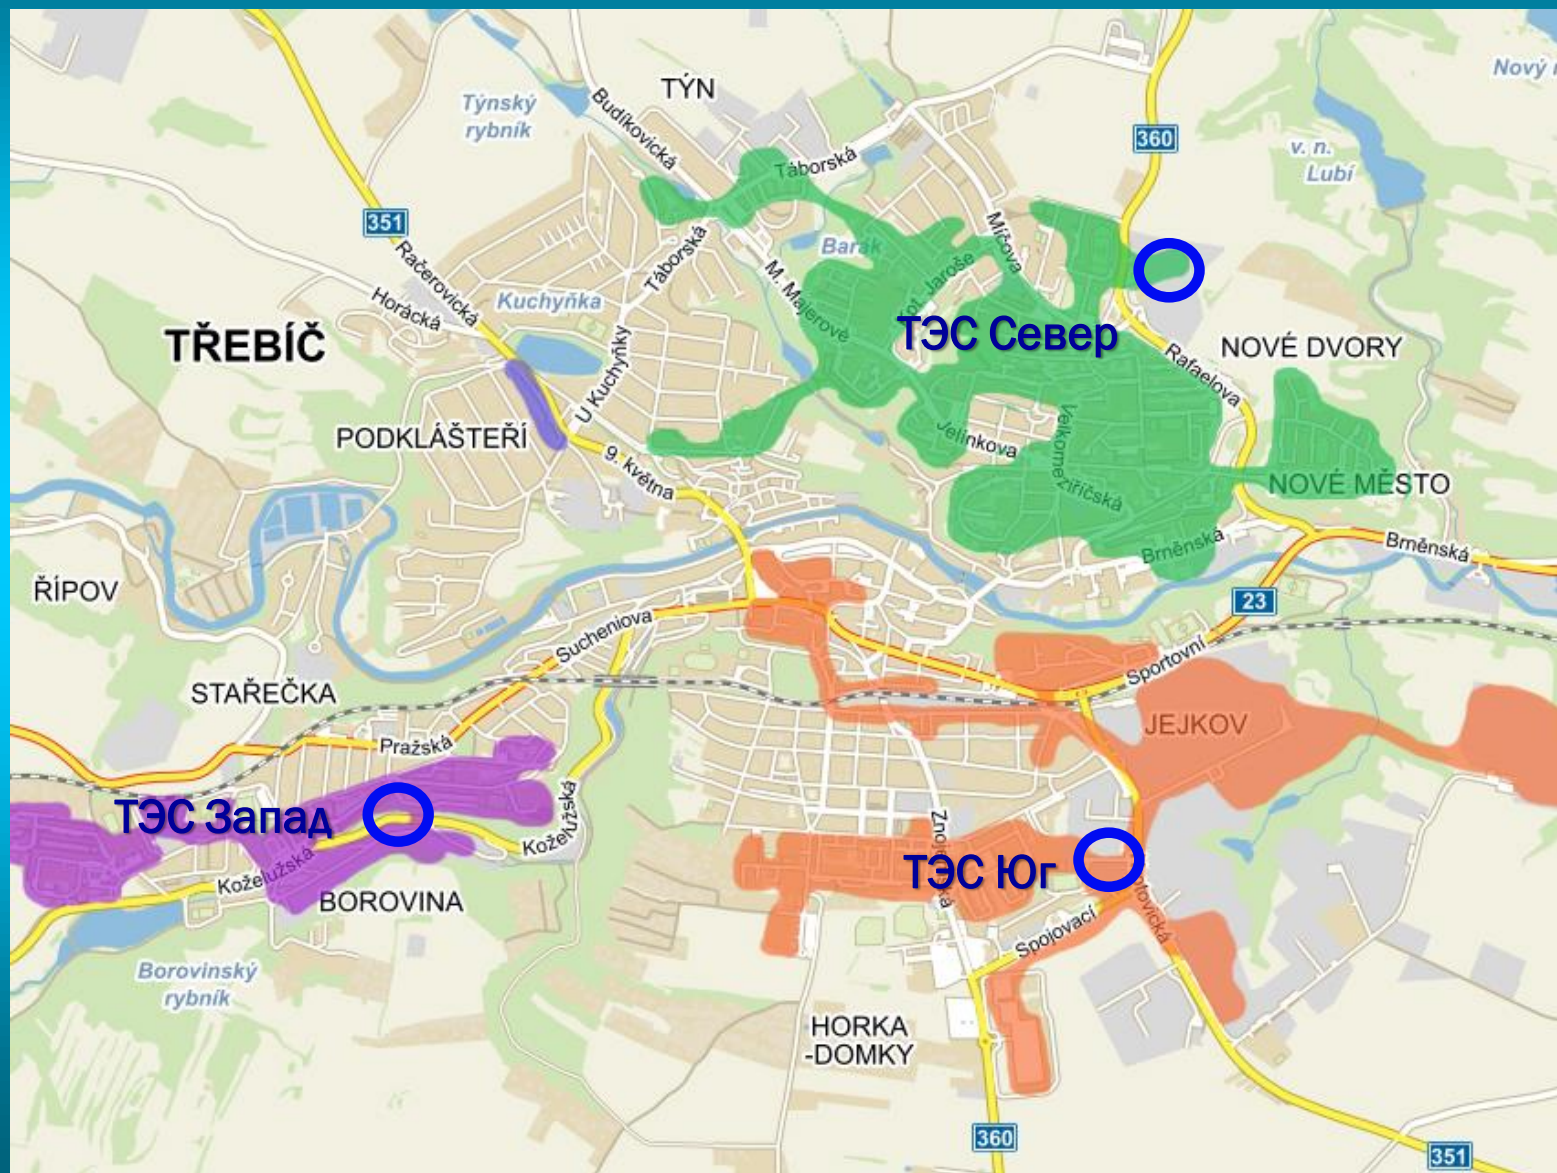 TÝN
Týnský
rybník
Budíkovická
Táborská
360
v. n.
Lubí
351
Račerovická
Horácká
Kuchyňka
Táborská
Barák
M. Majerové
Míčova
TŘEBÍČ
ТЭС Север
NOVÉ DVORY
Rafaelova
U Kuchyňky
PODKLÁŠTEŘÍ
9. května
Jelínkova
Velkomeziříčská
NOVÉ MĚSTO
Brněnská
Brněnská
ŘÍPOV
23
Sucheniova
Sportovní
STAŘEČKA
JEJKOV
Pražská
ТЭС Запад
Koželužská
Koželužská
BOROVINA
ТЭС Юг
Spojovací
Borovinský
rybník
HORKA
-DOMKY
360
351